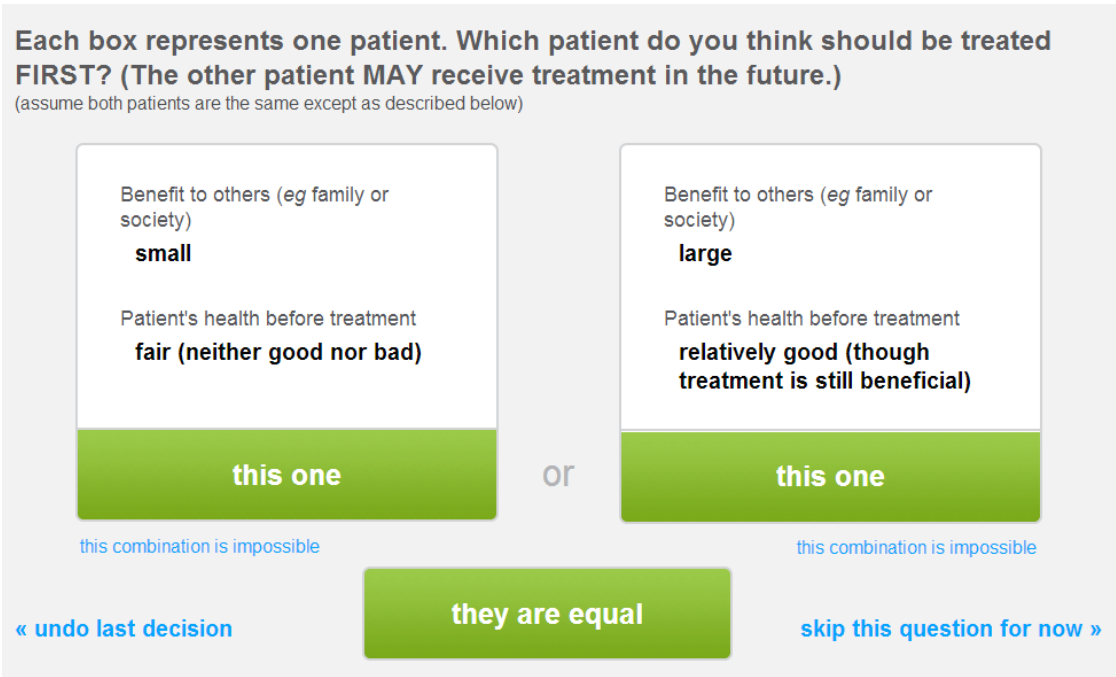 Each box represents one patient. Which patient do you think should be treated
FIRST? (The other patient MAY receive treatment in the future.)
(assume both patients are the same except as described below)
Benefit to others (eg family or
society)
small
Patient's health before treatment
fair (neither good nor bad)
this one
this combination is impossible
or
Benefit to others (eg family or
society)
large
Patient's health before treatment
relatively good (though
treatment is still beneficial)
this one
this combination is impossible
« undo last decision
they are equal
skip this question for now »